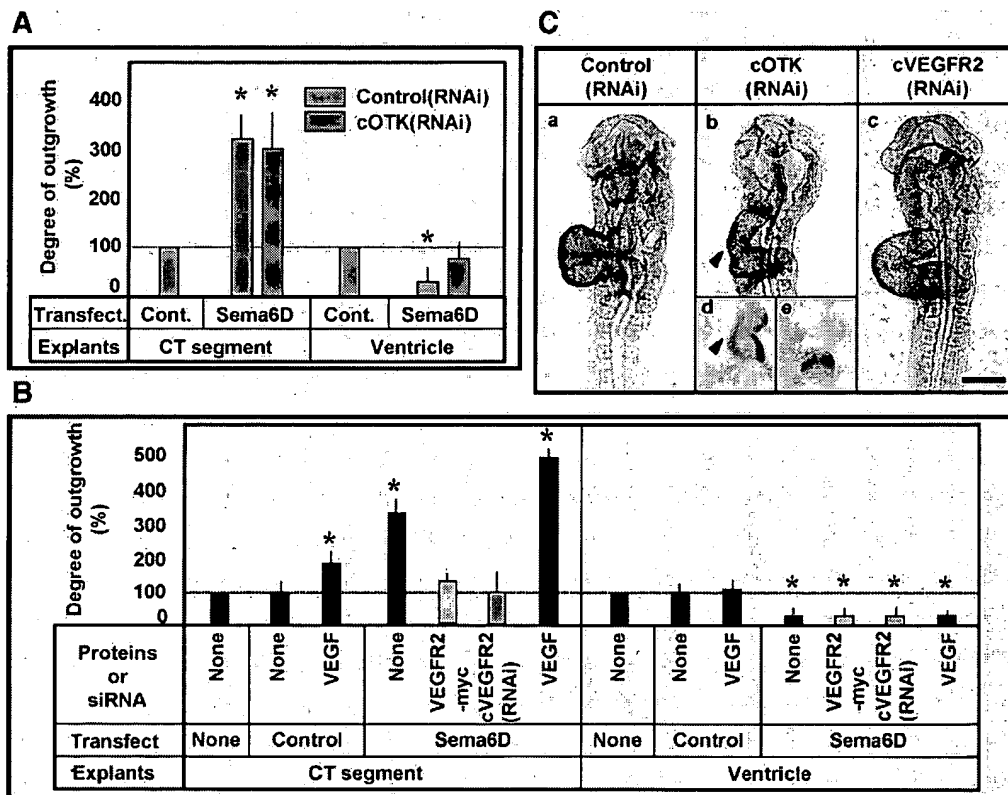 A
Degree of outgrowth
(%)
400
300
200
100
0
* * *
Control(RNAi)
cOTK(RNAi)
Transfect. Cont. Sema6D Cont. Sema6D
Explants CT segment Ventricle
C
Control
(RNAi)
cOTK
(RNAi)
cVEGFR2
(RNAi)
a b c
d e
B
Degree of outgrowth
(%)
500
400
300
200
100
0
* * * * * * *
Proteins
or
siRNA
None None VEGF None VEGFR2
-myc cVEGFR2
(RNAi) VEGF None None VEGF None VEGFR2
-myc cVEGFR2
(RNAi) VEGF
Transfect None Control Sema6D None Control Sema6D
Explants CT segment Ventricle